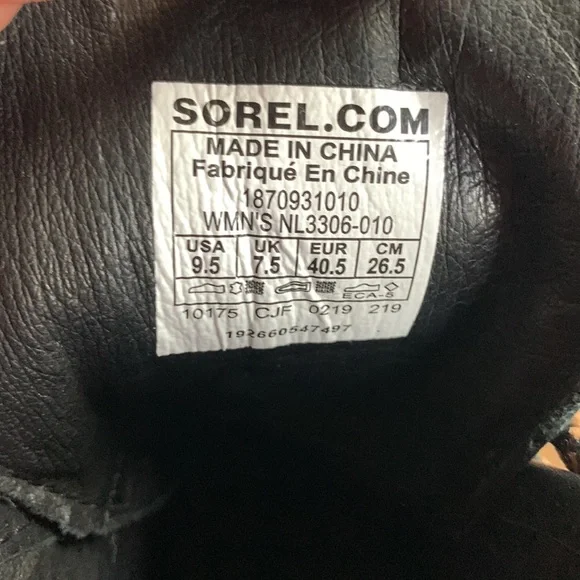 SOREL.COM
MADE IN CHINA
Fabriqué En Chine
1870931010
WMN'S NL3306-010
USA UK EUR CM
9.5 7.5 40.5 26.5
ECA-5
10175 CJF 0219 219
192660547497